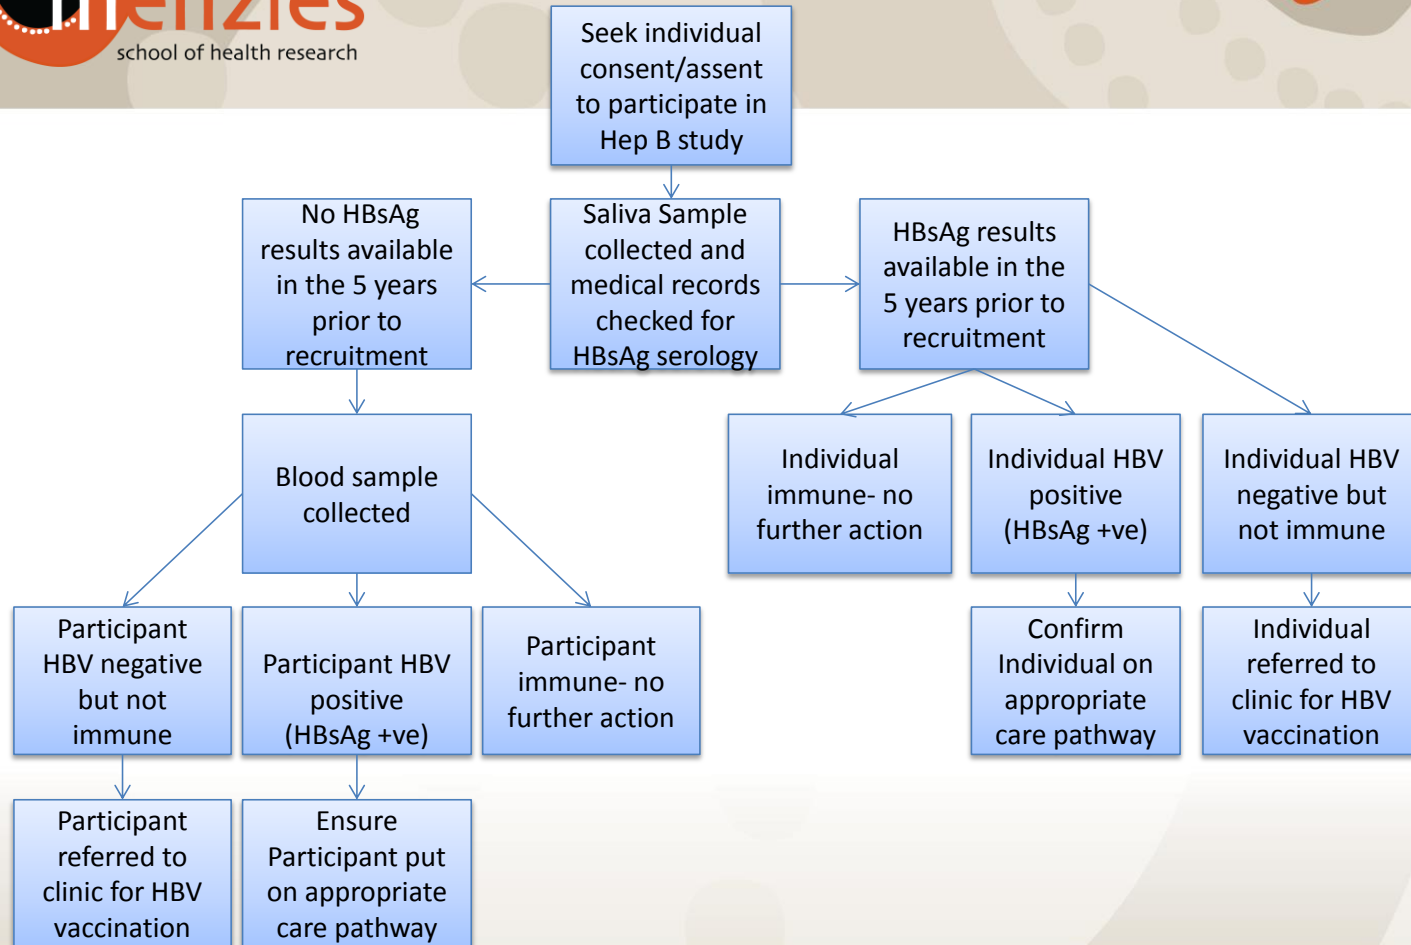 menzies
school of health research
Seek individual
consent/assent
to participate in
Hep B study
No HBsAg
results available
in the 5 years
prior to
recruitment
Saliva Sample
collected and
medical records
checked for
HBsAg serology
HBsAg results
available in the
5 years prior to
recruitment
Blood sample
collected
Individual
immune- no
further action
Individual HBV
positive
(HBsAg +ve)
Individual HBV
negative but
not immune
Participant
HBV negative
but not
immune
Participant HBV
positive
(HBsAg +ve)
Participant
immune- no
further action
Confirm
Individual on
appropriate
care pathway
Individual
referred to
clinic for HBV
vaccination
Participant
referred to
clinic for HBV
vaccination
Ensure
Participant put
on appropriate
care pathway